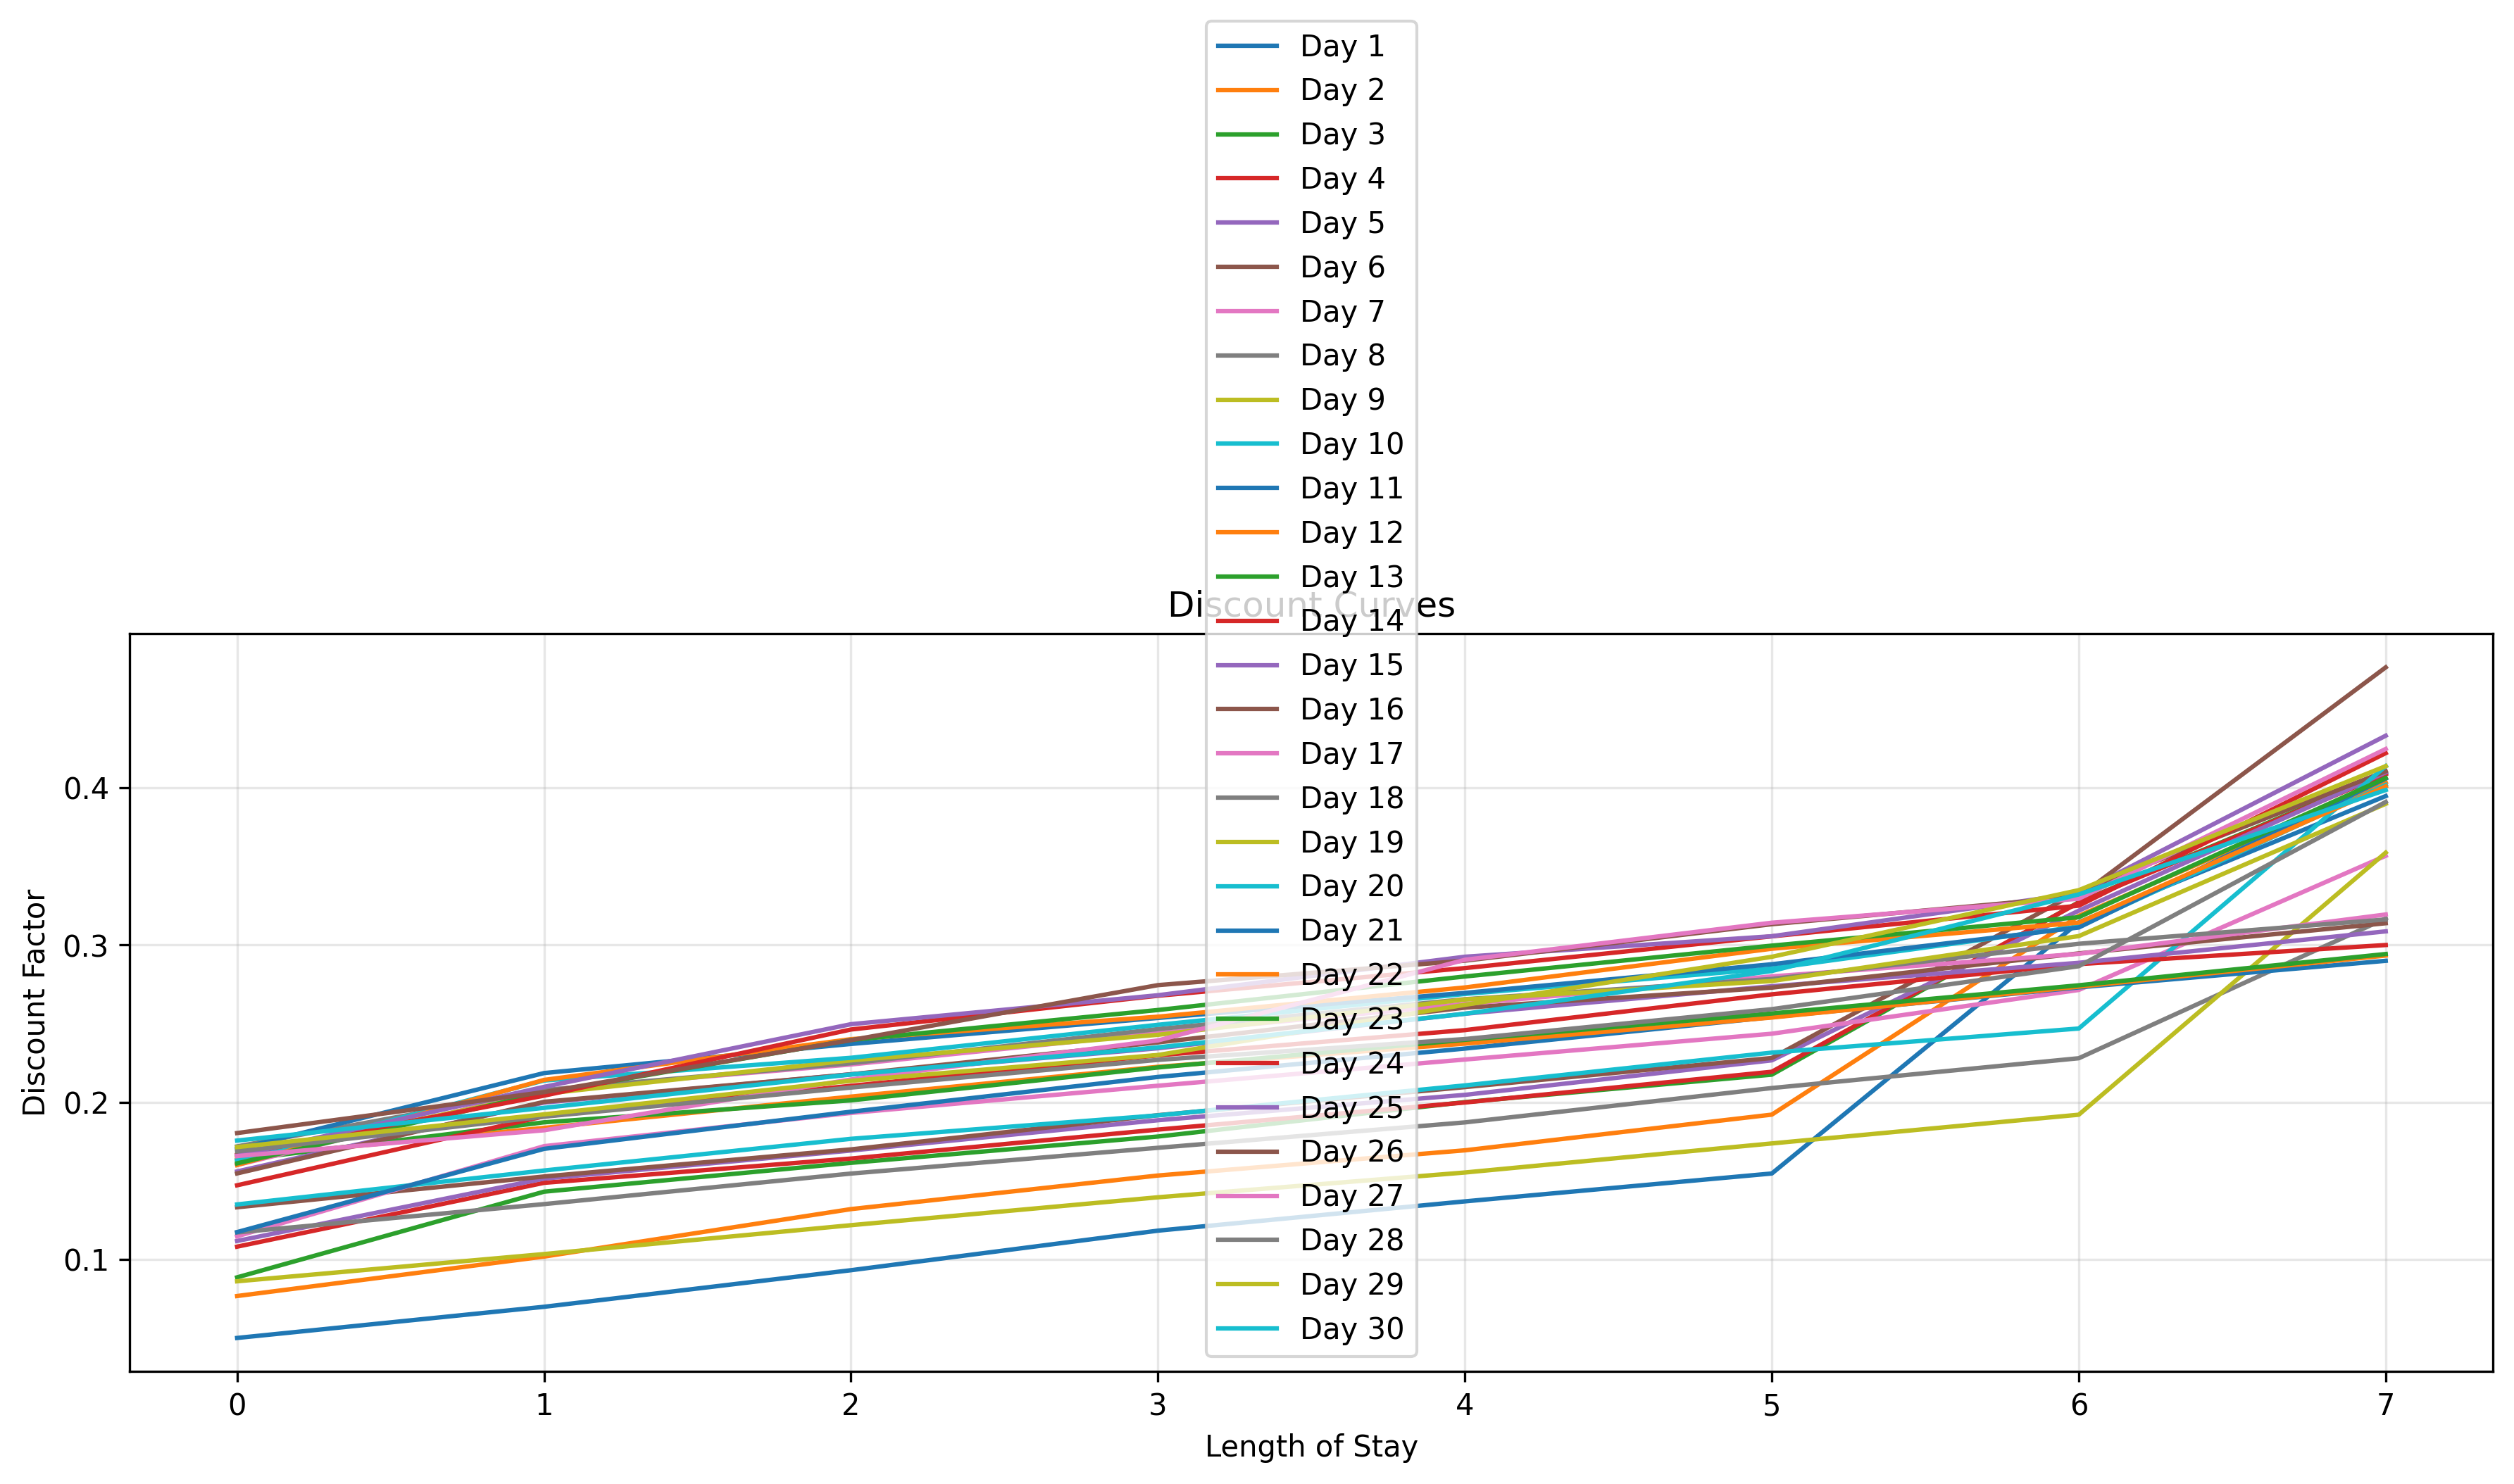 Day 1
Day 2
Day 3
Day 4
Day 5
Day 6
Day 7
Day 8
Day 9
Day 10
Day 11
Day 12
Day 13
Discount Curves
Day 14
Day 15
Day 16
Day 17
Day 18
Day 19
Day 20
Day 21
Day 22
Day 23
Day 24
Day 25
Day 26
Day 27
Day 28
Day 29
Day 30
Discount Factor
0.4
0.3
0.2
0.1
0 1 2 3 4 5 6 7
Length of Stay